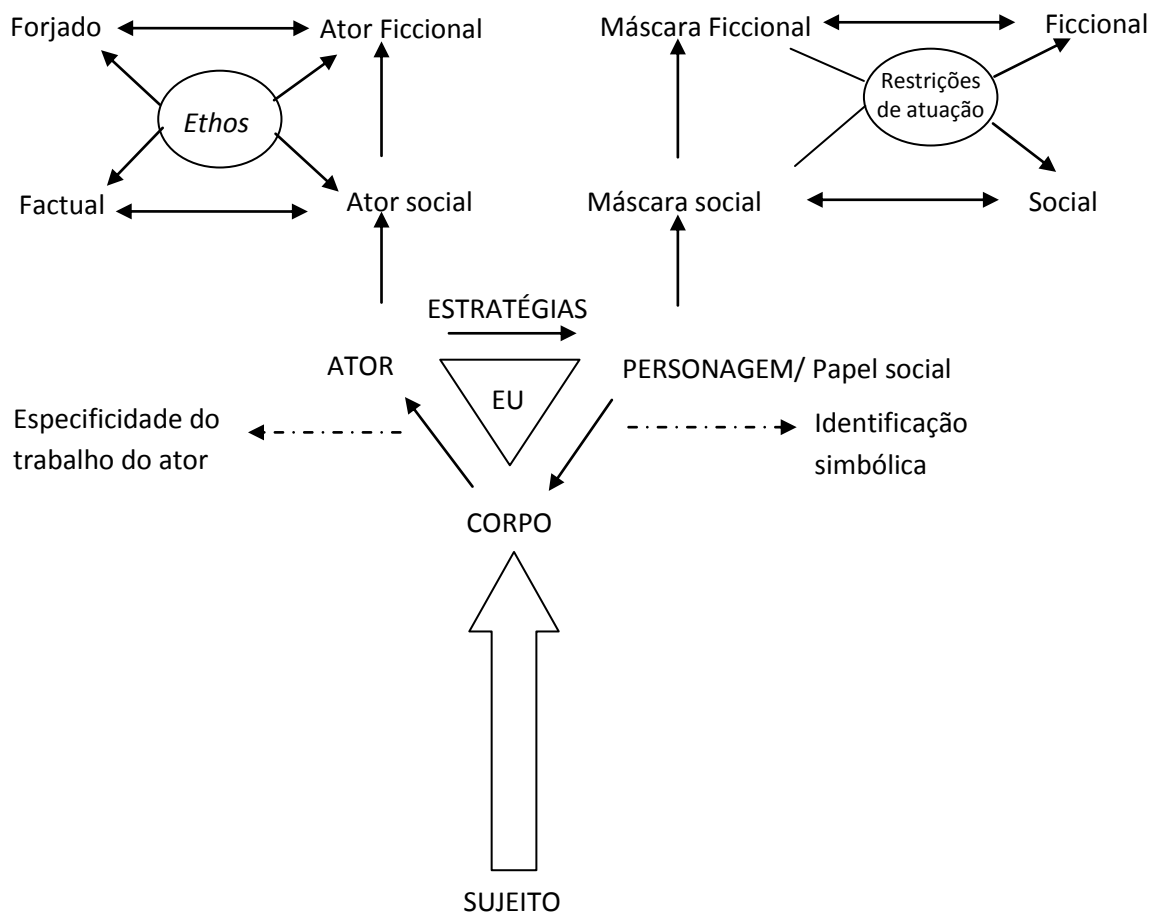 Forjado
Ator Ficcional
Máscara Ficcional
Ficcional
Ethos
Restrições
de atuação
Factual
Ator social
Máscara social
Social
ESTRATÉGIAS
ATOR
EU
PERSONAGEM/ Papel social
Especificidade do
trabalho do ator
Identificação
simbólica
CORPO
SUJEITO